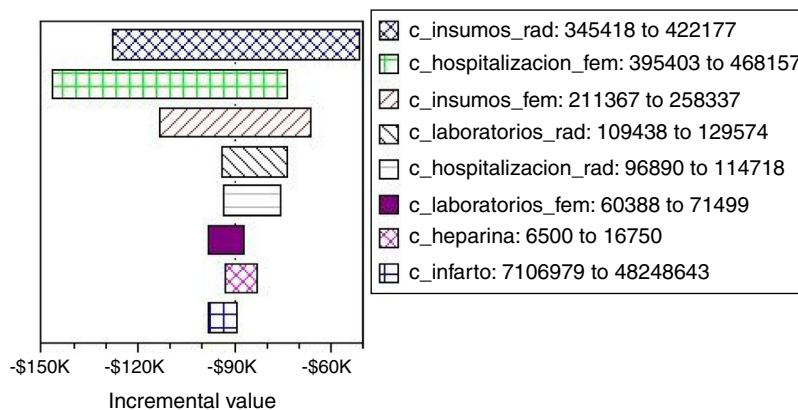 c_insumos_rad: 345418 to 422177
c_hospitalizacion_fem: 395403 to 468157
c_insumos_fem: 211367 to 258337
c_laboratorios_rad: 109438 to 129574
c_hospitalizacion_rad: 96890 to 114718
c_laboratorios_fem: 60388 to 71499
c_heparina: 6500 to 16750
c_infarto: 7106979 to 48248643
-$150K -$120K -$90K -$60K
Incremental value